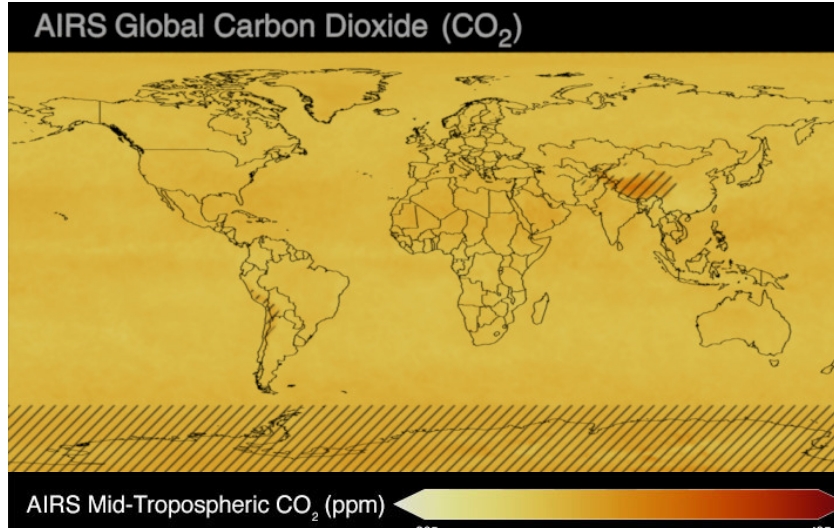 AIRS Global Carbon Dioxide (CO₂)
AIRS Mid-Tropospheric CO₂ (ppm)